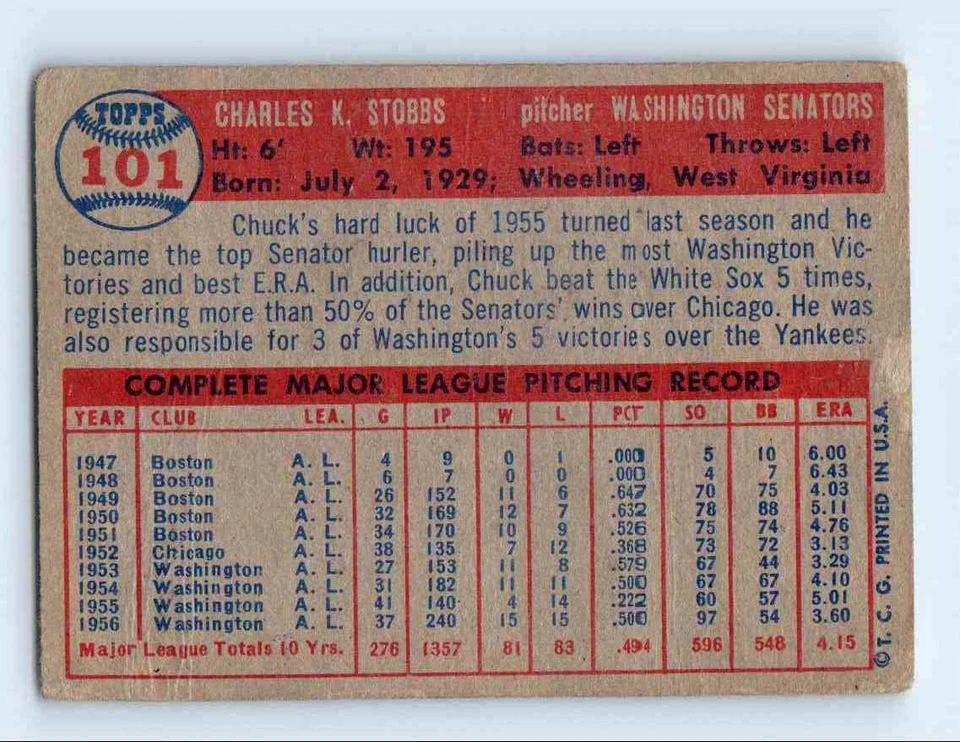 TOPPS
101
CHARLES K. STOBBS pitcher WASHINGTON SENATORS
Ht: 6' Wt: 195 Bats: Left Throws: Left
Born: July 2, 1929; Wheeling, West Virginia
Chuck's hard luck of 1955 turned last season and he
became the top Senator hurler, piling up the most Washington Vic-
tories and best E.R.A. In addition, Chuck beat the White Sox 5 times,
registering more than 50% of the Senators' wins over Chicago. He was
also responsible for 3 of Washington's 5 victories over the Yankees.
COMPLETE MAJOR LEAGUE PITCHING RECORD
YEAR CLUB LEA. G IP W L PCT SO BB ERA
1947 Boston A. L. 4 9 0 1 .000 5 10 6.00
1948 Boston A. L. 6 7 0 0 .000 4 7 6.43
1949 Boston A. L. 26 152 11 6 .647 70 75 4.03
1950 Boston A. L. 32 169 12 7 .632 78 88 5.11
1951 Boston A. L. 34 170 10 9 .526 75 74 4.76
1952 Chicago A. L. 38 135 7 12 .368 73 72 3.13
1953 Washington A. L. 27 153 11 8 .579 67 44 3.29
1954 Washington A. L. 31 182 11 11 .500 67 67 4.10
1955 Washington A. L. 41 140 4 14 .222 60 57 5.01
1956 Washington A. L. 37 240 15 15 .500 97 54 3.60
Major League Totals 10 Yrs. 276 1357 81 83 .494 596 548 4.15
© T. C. G. PRINTED IN U.S.A.